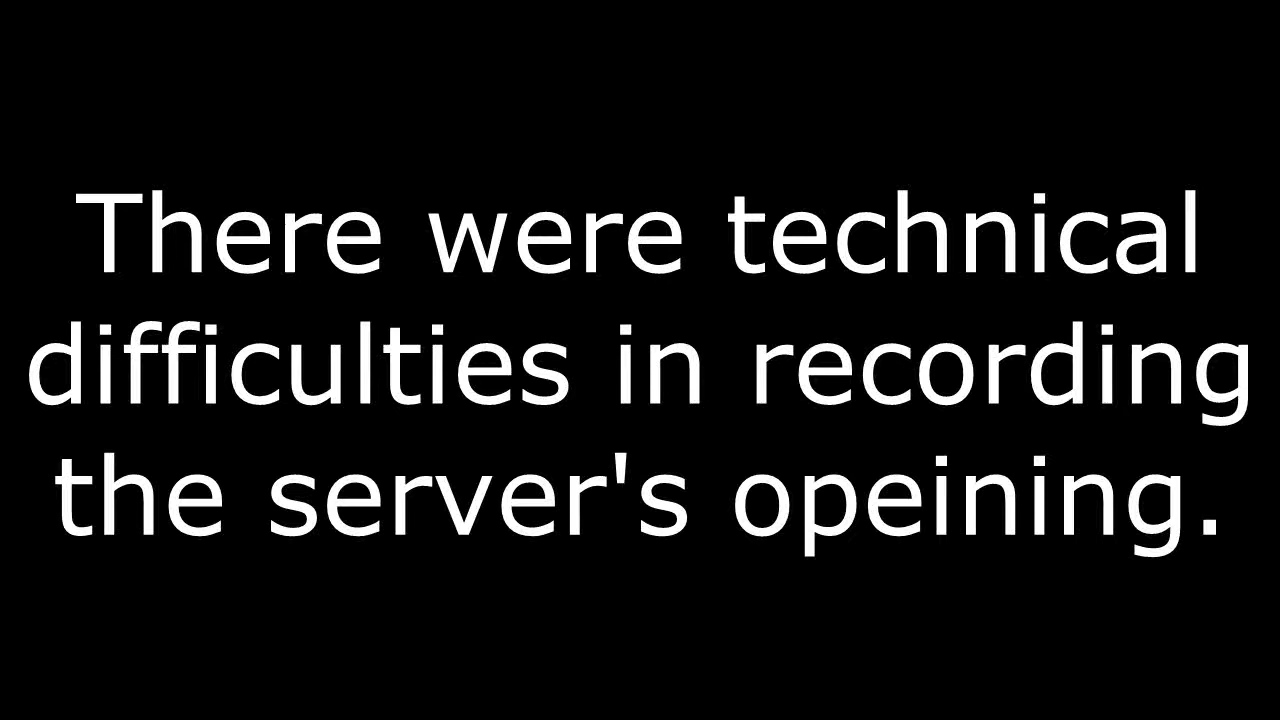 There were technical
difficulties in recording
the server's opeining.